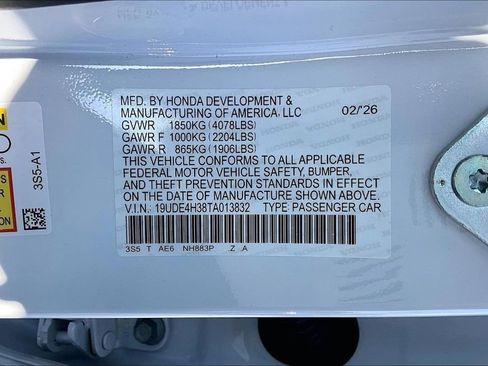 MFD. BY HONDA DEVELOPMENT &
MANUFACTURING OF AMERICA, LLC 02/'26
GVWR 1850KG (4078LBS)
GAWR F 1000KG (2204LBS)
GAWR R 865KG (1906LBS)
THIS VEHICLE CONFORMS TO ALL APPLICABLE
FEDERAL MOTOR VEHICLE SAFETY, BUMPER,
AND THEFT PREVENTION STANDARDS IN EFFECT
ON THE DATE OF MANUFACTURE SHOWN ABOVE.
V.I.N.: 19UDE4H38TA013832 TYPE: PASSENGER CAR
3S5 T AE6 NH883P Z A
3S5-A1